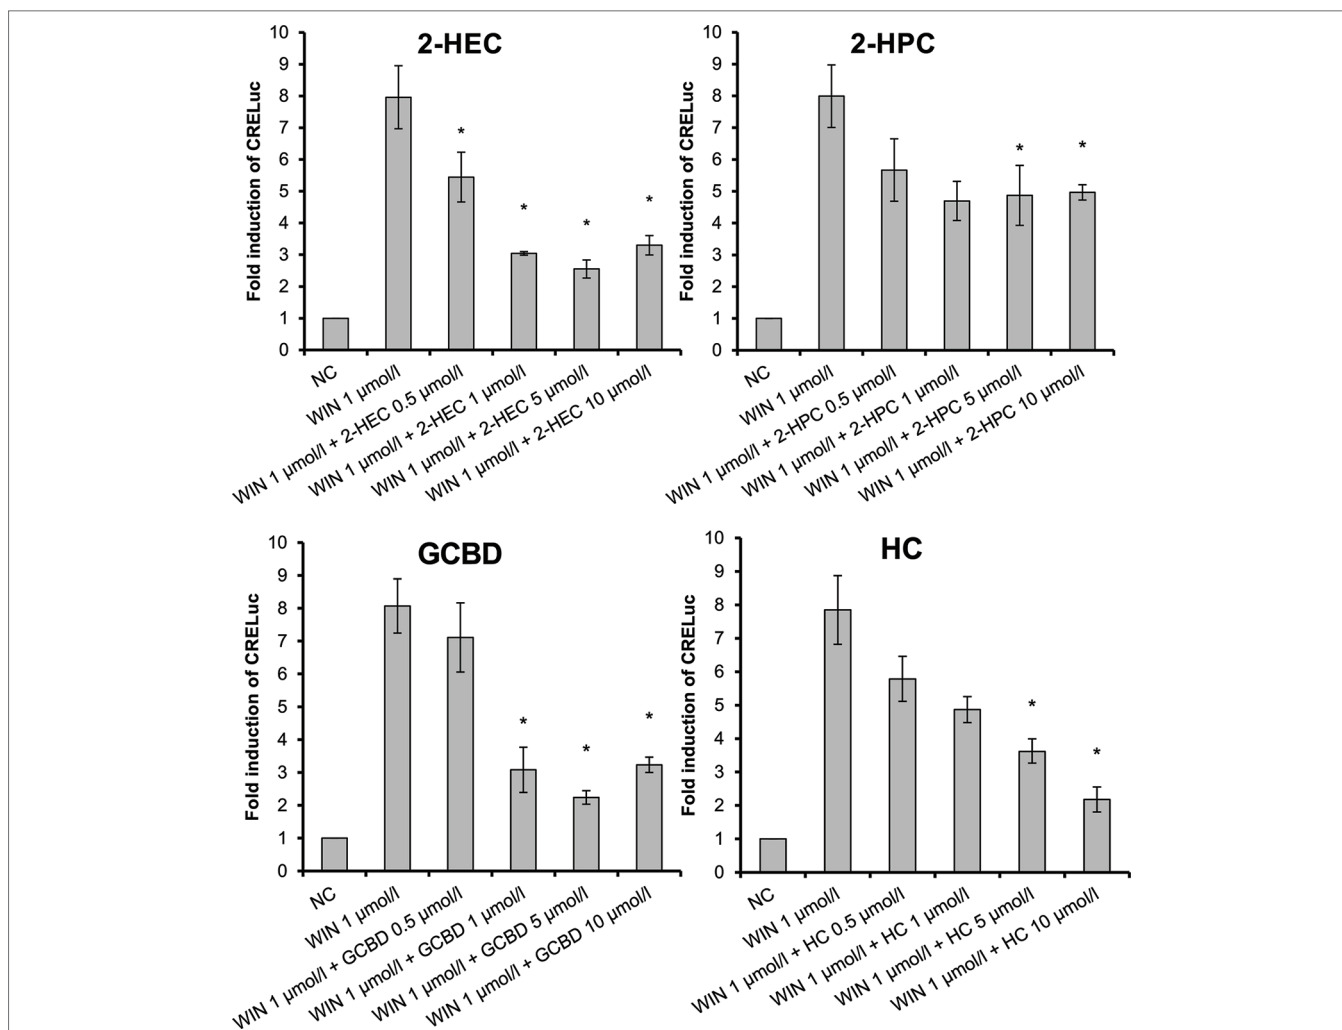 2-HEC
Fold induction of CRELuc
10
9
8
7
6
5
4
3
2
1
0
*
*
*
*
NC
WIN 1 μmol/l
WIN 1 μmol/l + 2-HEC 0.5 μmol/l
WIN 1 μmol/l + 2-HEC 1 μmol/l
WIN 1 μmol/l + 2-HEC 5 μmol/l
WIN 1 μmol/l + 2-HEC 10 μmol/l
2-HPC
Fold induction of CRELuc
10
9
8
7
6
5
4
3
2
1
0
*
*
NC
WIN 1 μmol/l
WIN 1 μmol/l + 2-HPC 0.5 μmol/l
WIN 1 μmol/l + 2-HPC 1 μmol/l
WIN 1 μmol/l + 2-HPC 5 μmol/l
WIN 1 μmol/l + 2-HPC 10 μmol/l
GCBD
Fold induction of CRELuc
10
9
8
7
6
5
4
3
2
1
0
*
*
*
NC
WIN 1 μmol/l
WIN 1 μmol/l + GCBD 0.5 μmol/l
WIN 1 μmol/l + GCBD 1 μmol/l
WIN 1 μmol/l + GCBD 5 μmol/l
WIN 1 μmol/l + GCBD 10 μmol/l
HC
Fold induction of CRELuc
10
9
8
7
6
5
4
3
2
1
0
*
*
NC
WIN 1 μmol/l
WIN 1 μmol/l + HC 0.5 μmol/l
WIN 1 μmol/l + HC 1 μmol/l
WIN 1 μmol/l + HC 5 μmol/l
WIN 1 μmol/l + HC 10 μmol/l